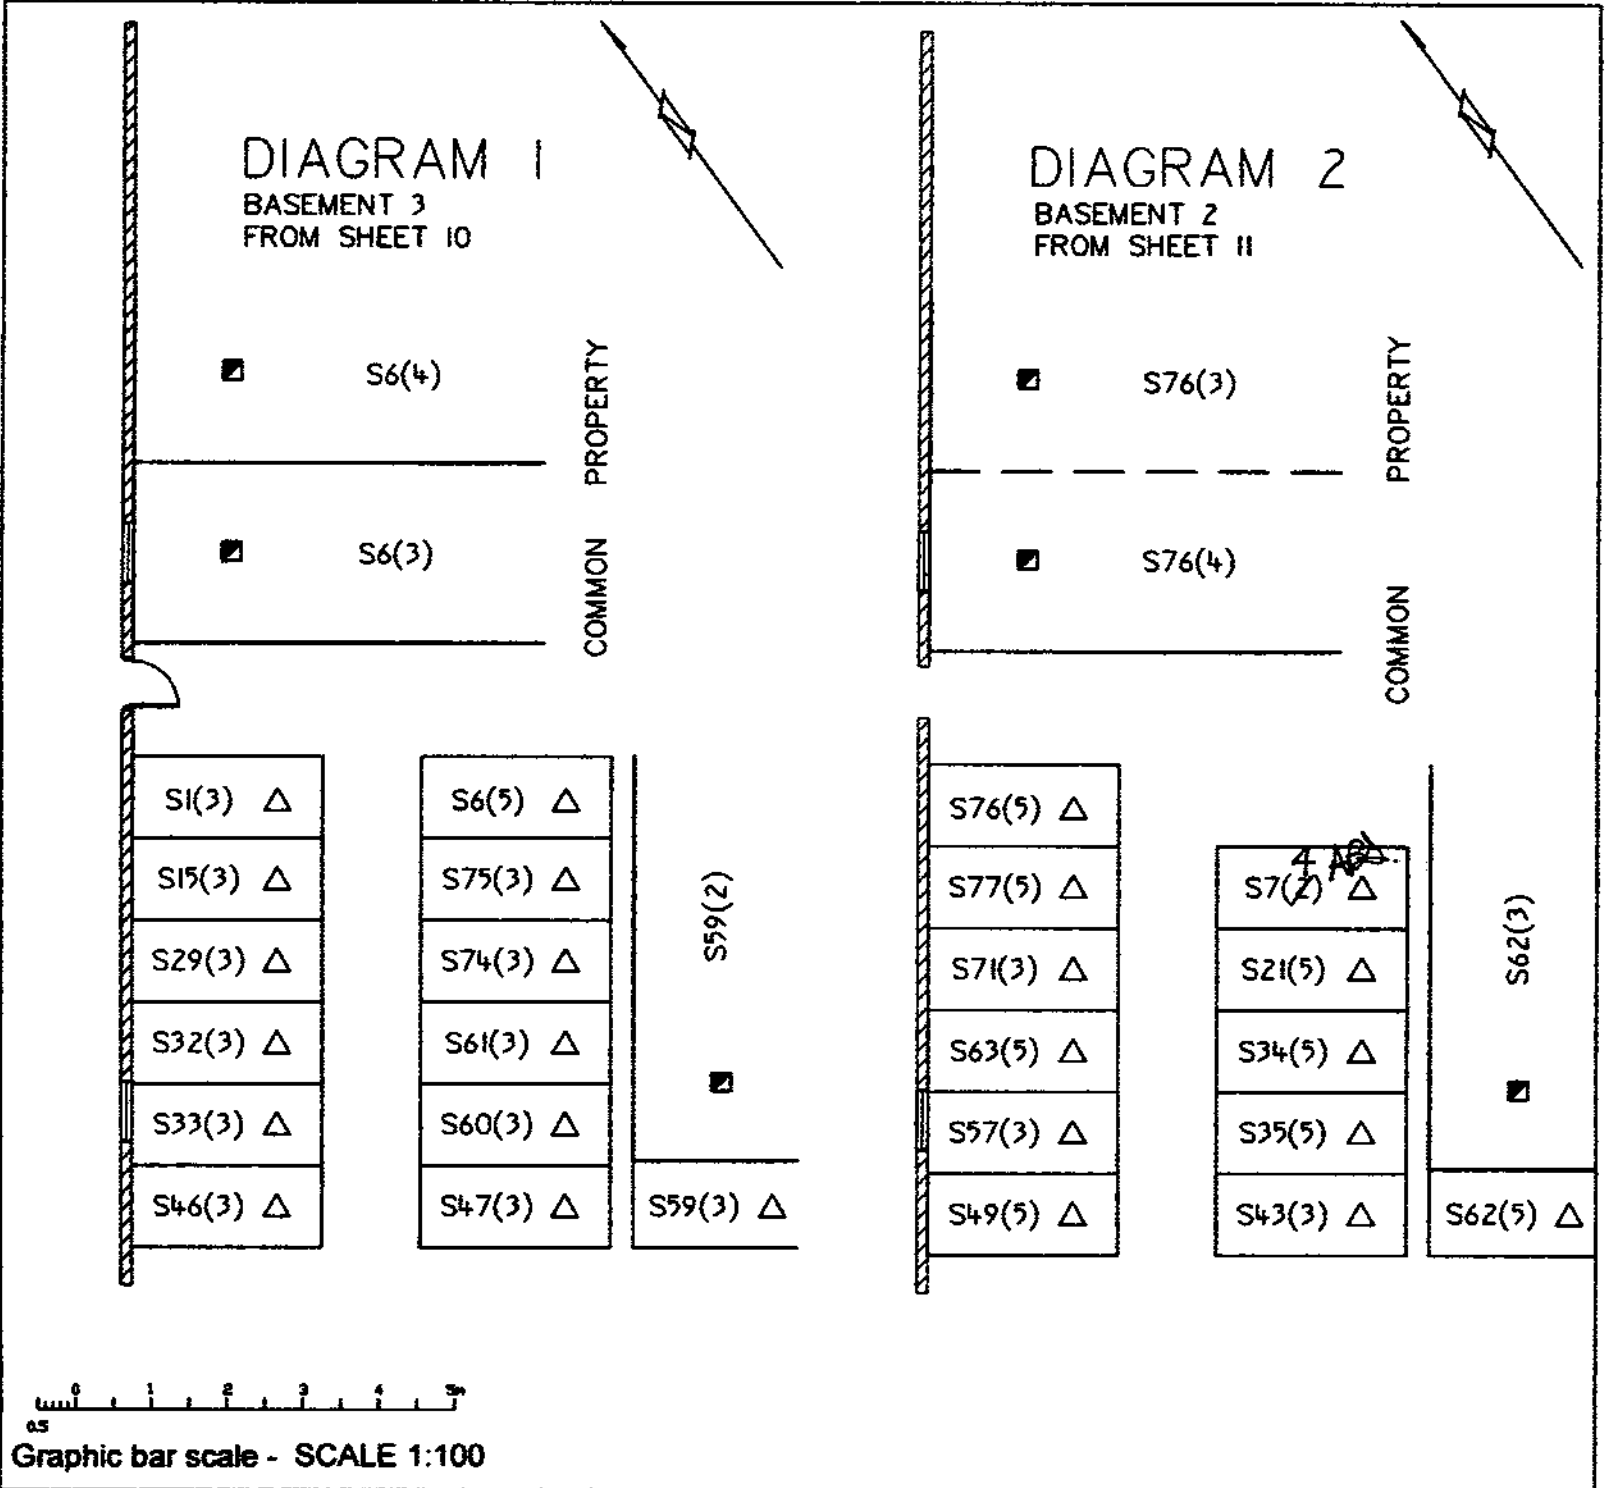 DIAGRAM 1
BASEMENT 3
FROM SHEET 10
S6(4)
S6(3)
COMMON PROPERTY
S1(3)
S15(3)
S29(3)
S32(3)
S33(3)
S46(3)
S6(5)
S75(3)
S74(3)
S61(3)
S60(3)
S47(3)
S59(2)
S59(3)
DIAGRAM 2
BASEMENT 2
FROM SHEET 11
S76(3)
S76(4)
COMMON PROPERTY
S76(5)
S77(5)
S71(3)
S63(5)
S57(3)
S49(5)
4
S7(2)
S21(5)
S34(5)
S35(5)
S43(3)
S62(3)
S62(5)
0 1 2 3 4 5m
0.5
Graphic bar scale - SCALE 1:100